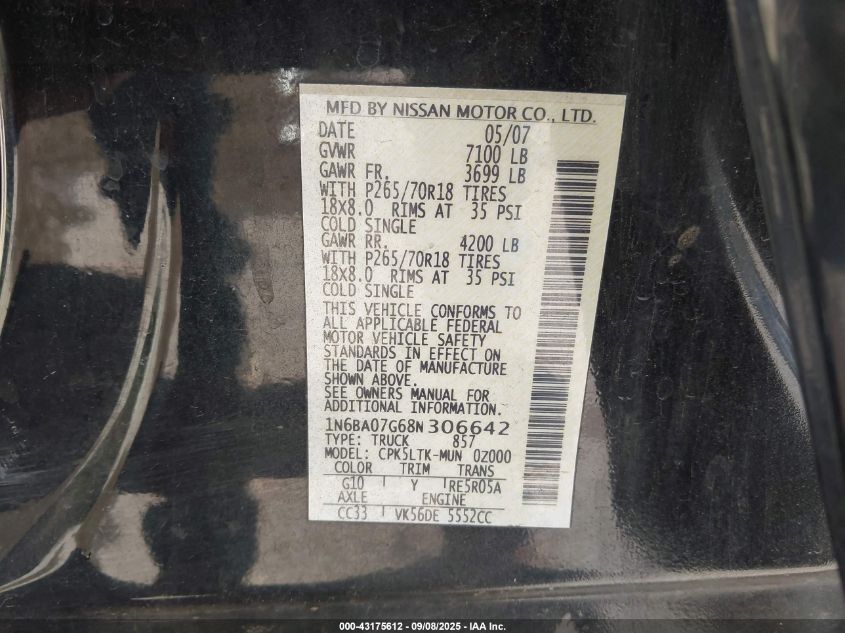 MFD BY NISSAN MOTOR CO., LTD.
DATE 05/07
GVWR 7100 LB
GAWR FR. 3699 LB
WITH P265/70R18 TIRES
18X8.0 RIMS AT 35 PSI
COLD SINGLE
GAWR RR. 4200 LB
WITH P265/70R18 TIRES
18X8.0 RIMS AT 35 PSI
COLD SINGLE
THIS VEHICLE CONFORMS TO
ALL APPLICABLE FEDERAL
MOTOR VEHICLE SAFETY
STANDARDS IN EFFECT ON
THE DATE OF MANUFACTURE
SHOWN ABOVE.
SEE OWNERS MANUAL FOR
ADDITIONAL INFORMATION.
1N6BA07G68N306642
TYPE: TRUCK 857
MODEL: CPK5LTK-MUN 0Z000
COLOR TRIM TRANS
G10 Y RE5R05A
AXLE ENGINE
CC33 VK56DE 5552CC
000-43175612 - 09/08/2025 - IAA Inc.